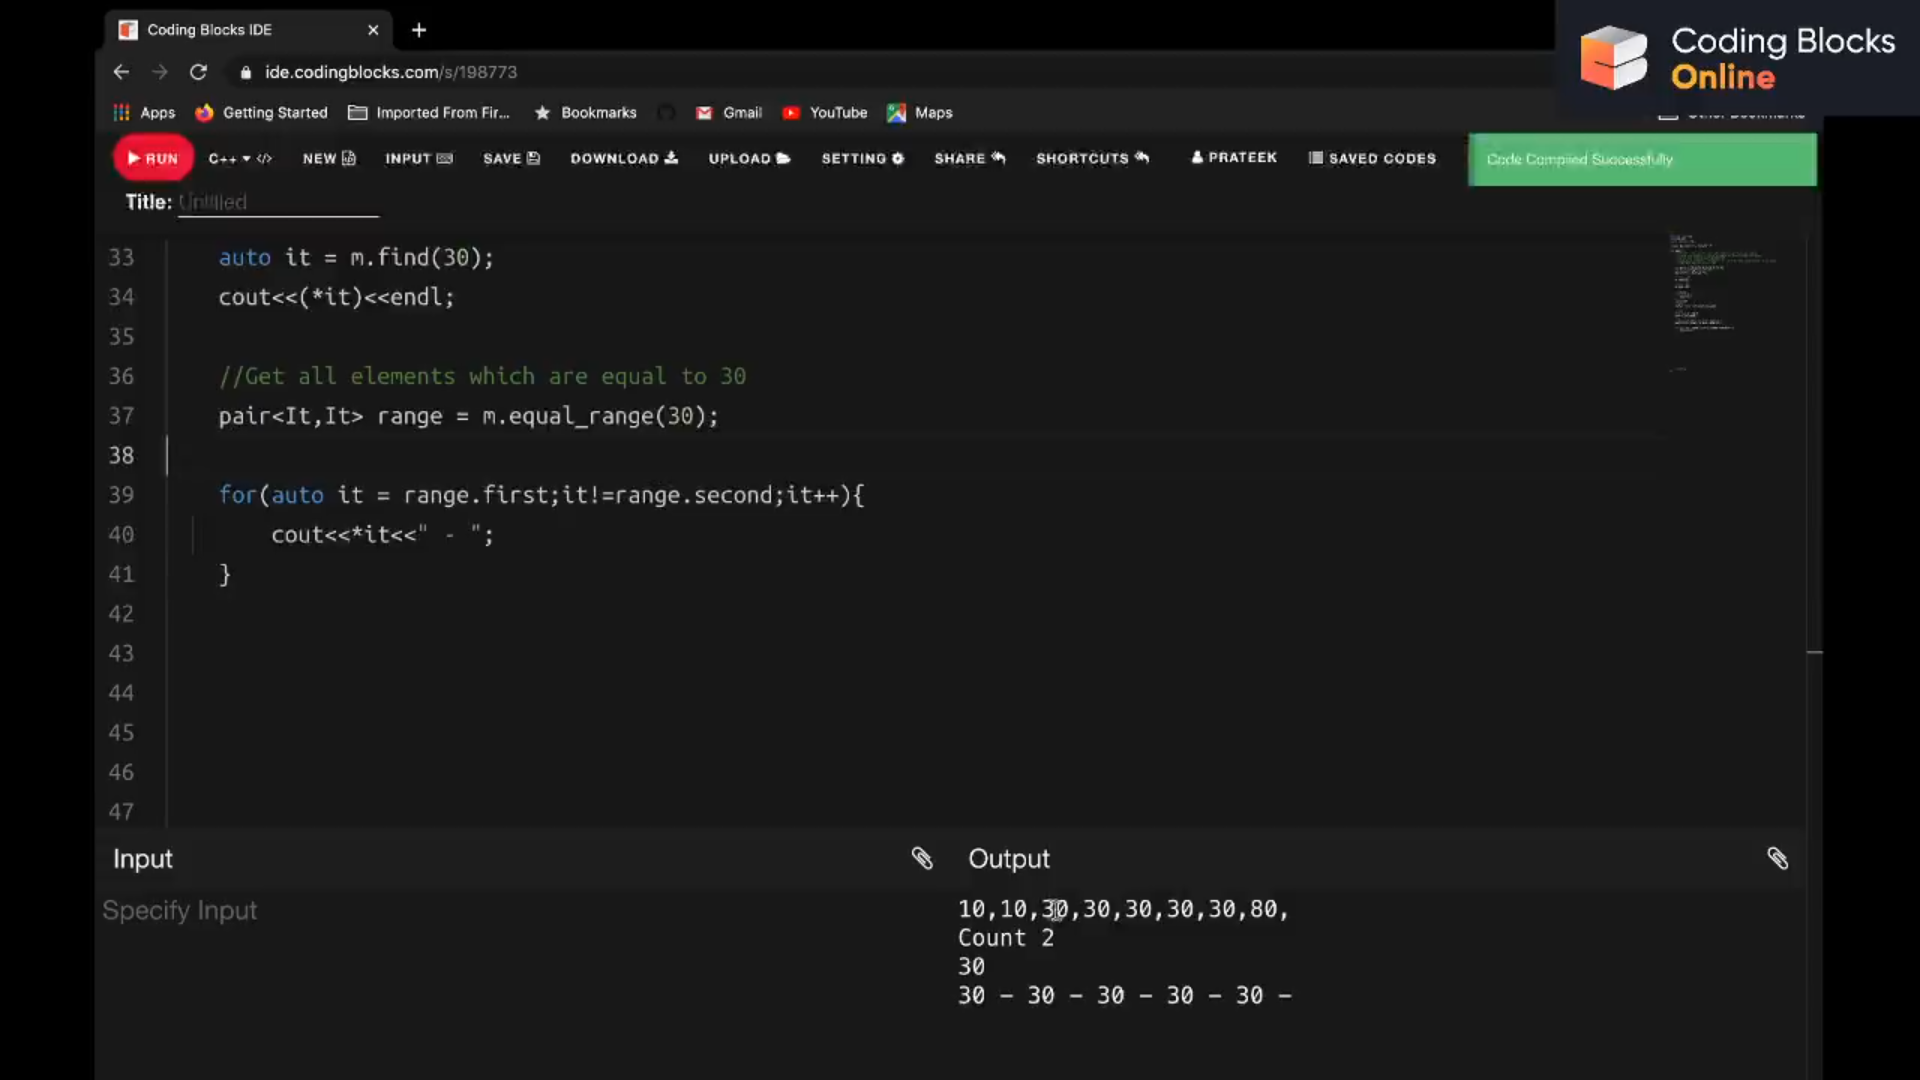 Coding Blocks IDE
Coding Blocks
Online
ide.codingblocks.com/s/198773
Apps Getting Started Imported From Fir... Bookmarks Gmail YouTube Maps
RUN C++ NEW INPUT SAVE DOWNLOAD UPLOAD SETTING SHARE SHORTCUTS PRATEEK SAVED CODES Code Compiled Successfully
Title: Untitled
33 auto it = m.find(30);
34 cout<<(*it)<<endl;
35
36 //Get all elements which are equal to 30
37 pair<It,It> range = m.equal_range(30);
38
39 for(auto it = range.first;it!=range.second;it++){
40 cout<<*it<<" - ";
41 }
42
43
44
45
46
47
Input
Specify Input
Output
10,10,30,30,30,30,30,80,
Count 2
30
30 - 30 - 30 - 30 - 30 -